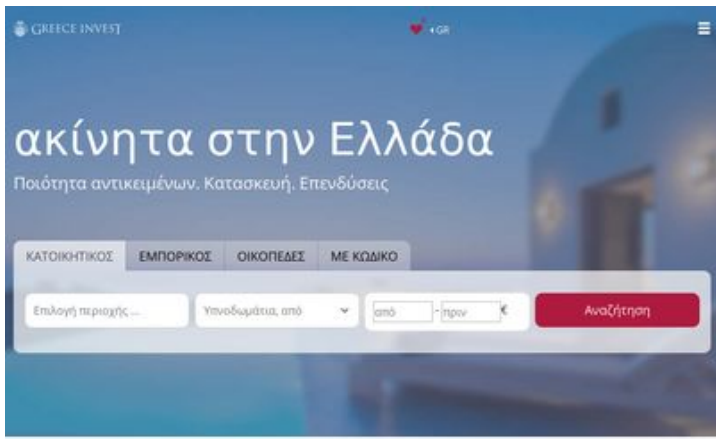 GREECE INVEST
GR
ακίνητα στην Ελλάδα
Ποιότητα αντικειμένων. Κατασκευή. Επενδύσεις
ΚΑΤΟΙΚΗΤΙΚΟΣ ΕΜΠΟΡΙΚΟΣ ΟΙΚΟΠΕΔΕΣ ΜΕ ΚΩΔΙΚΟ
Επιλογή περιοχής ... Υπνοδωμάτια, από από - πριν € Αναζήτηση